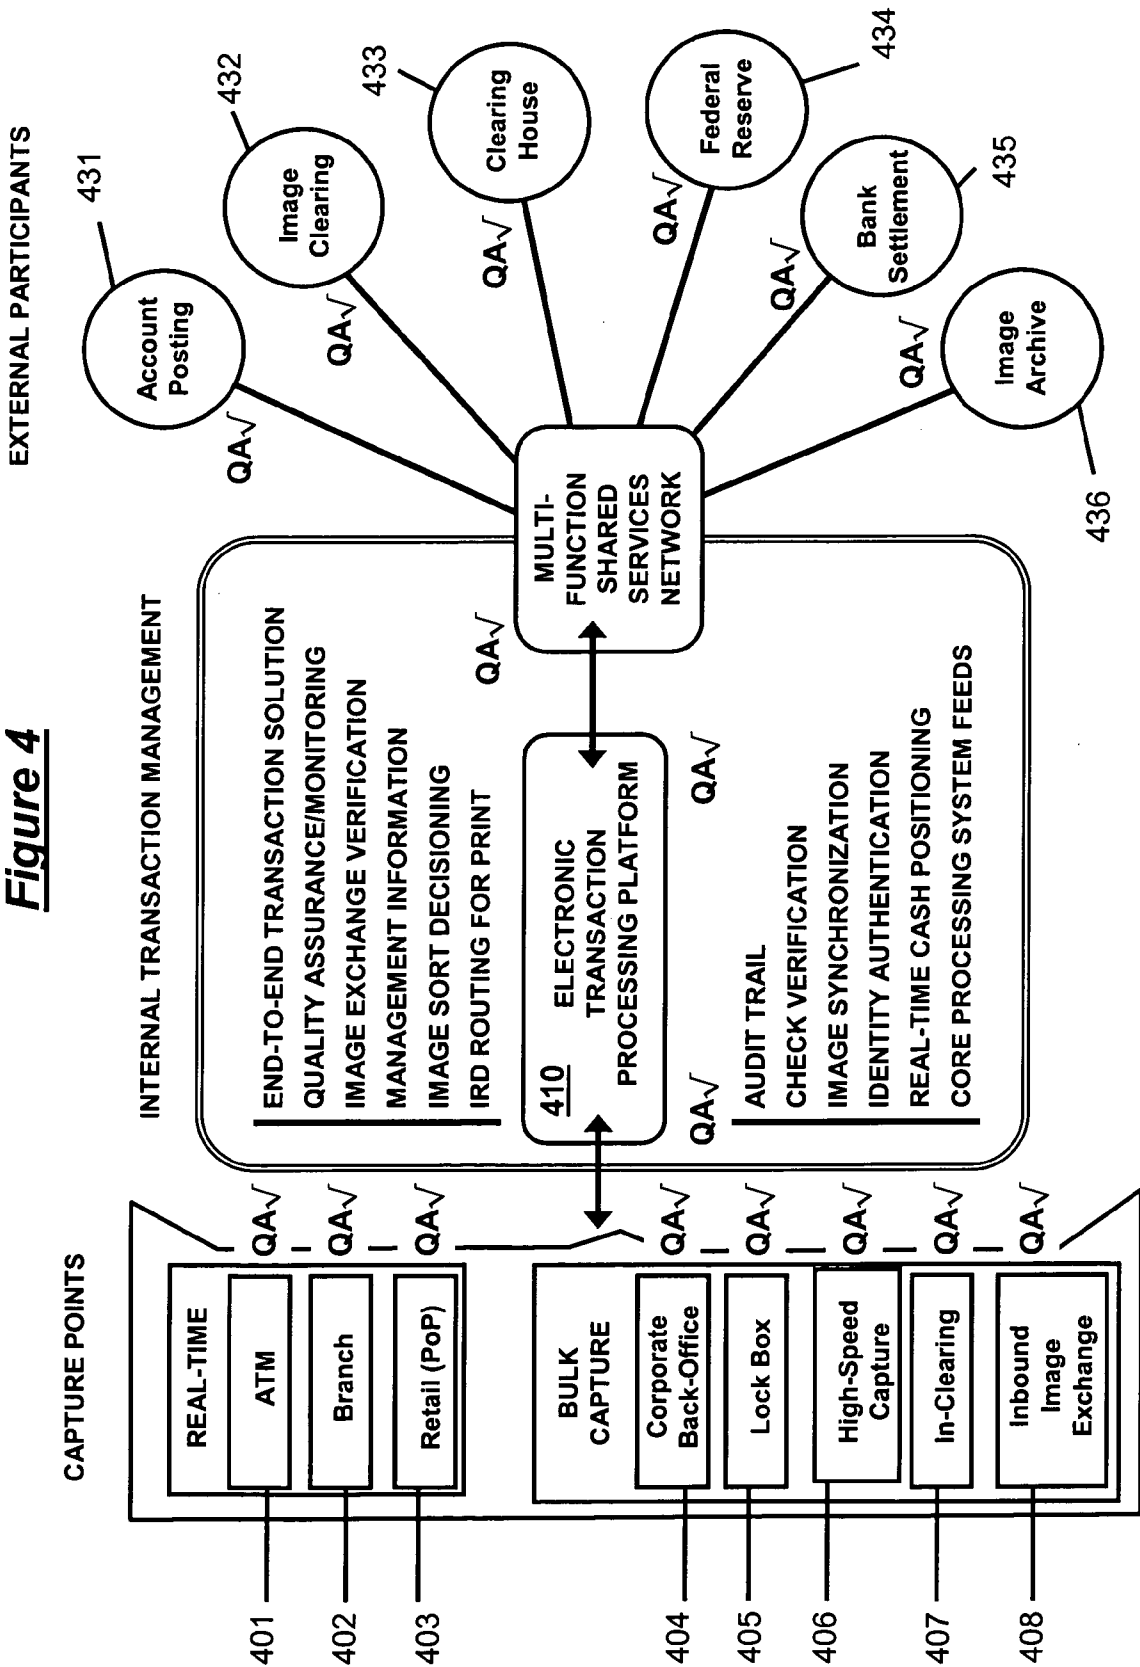 Figure 4
CAPTURE POINTS
INTERNAL TRANSACTION MANAGEMENT
EXTERNAL PARTICIPANTS
REAL-TIME
401
ATM
QA√
402
Branch
QA√
403
Retail (PoP)
QA√
BULK
CAPTURE
404
Corporate
Back-Office
QA√
405
Lock Box
QA√
406
High-Speed
Capture
QA√
407
In-Clearing
QA√
408
Inbound
Image
Exchange
QA√
END-TO-END TRANSACTION SOLUTION
QUALITY ASSURANCE/MONITORING
IMAGE EXCHANGE VERIFICATION
MANAGEMENT INFORMATION
IMAGE SORT DECISIONING
IRD ROUTING FOR PRINT
QA√
410
ELECTRONIC
TRANSACTION
PROCESSING PLATFORM
QA√
QA√
AUDIT TRAIL
CHECK VERIFICATION
IMAGE SYNCHRONIZATION
IDENTITY AUTHENTICATION
REAL-TIME CASH POSITIONING
CORE PROCESSING SYSTEM FEEDS
MULTI-
FUNCTION
SHARED
SERVICES
NETWORK
431
Account
Posting
QA√
432
Image
Clearing
QA√
433
Clearing
House
QA√
434
Federal
Reserve
QA√
435
Bank
Settlement
QA√
436
Image
Archive
QA√